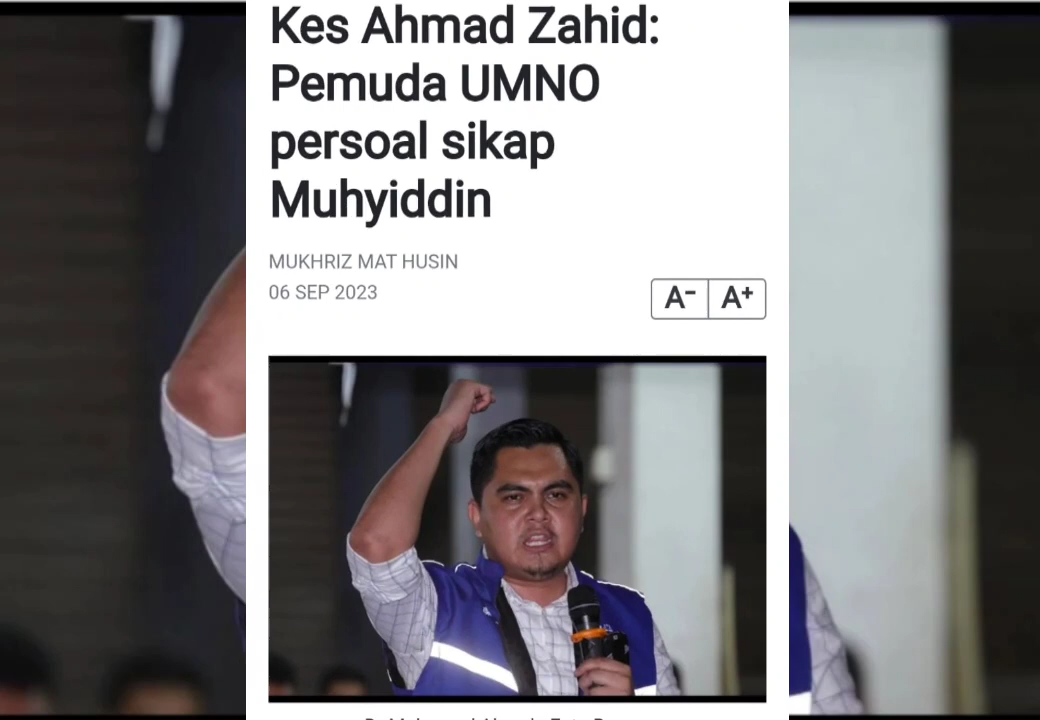 Kes Ahmad Zahid:
Pemuda UMNO
persoal sikap
Muhyiddin
MUKHRIZ MAT HUSIN
06 SEP 2023
A- A+